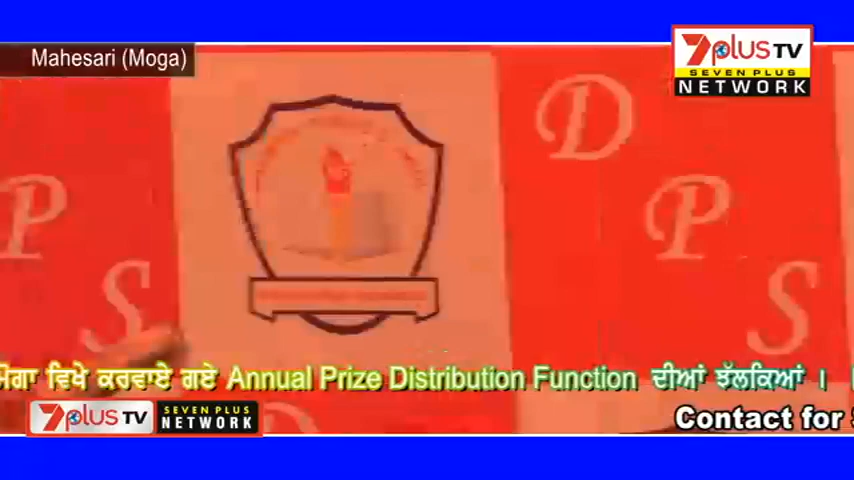 Mahesari (Moga)
7plus TV
SEVEN PLUS
NETWORK
D
P
P
S
S
ਮੋਗਾ ਵਿਖੇ ਕਰਵਾਏ ਗਏ Annual Prize Distribution Function ਦੀਆਂ ਝੱਲਕਿਆਂ ।
7plus TV
SEVEN PLUS
NETWORK
D
Contact for